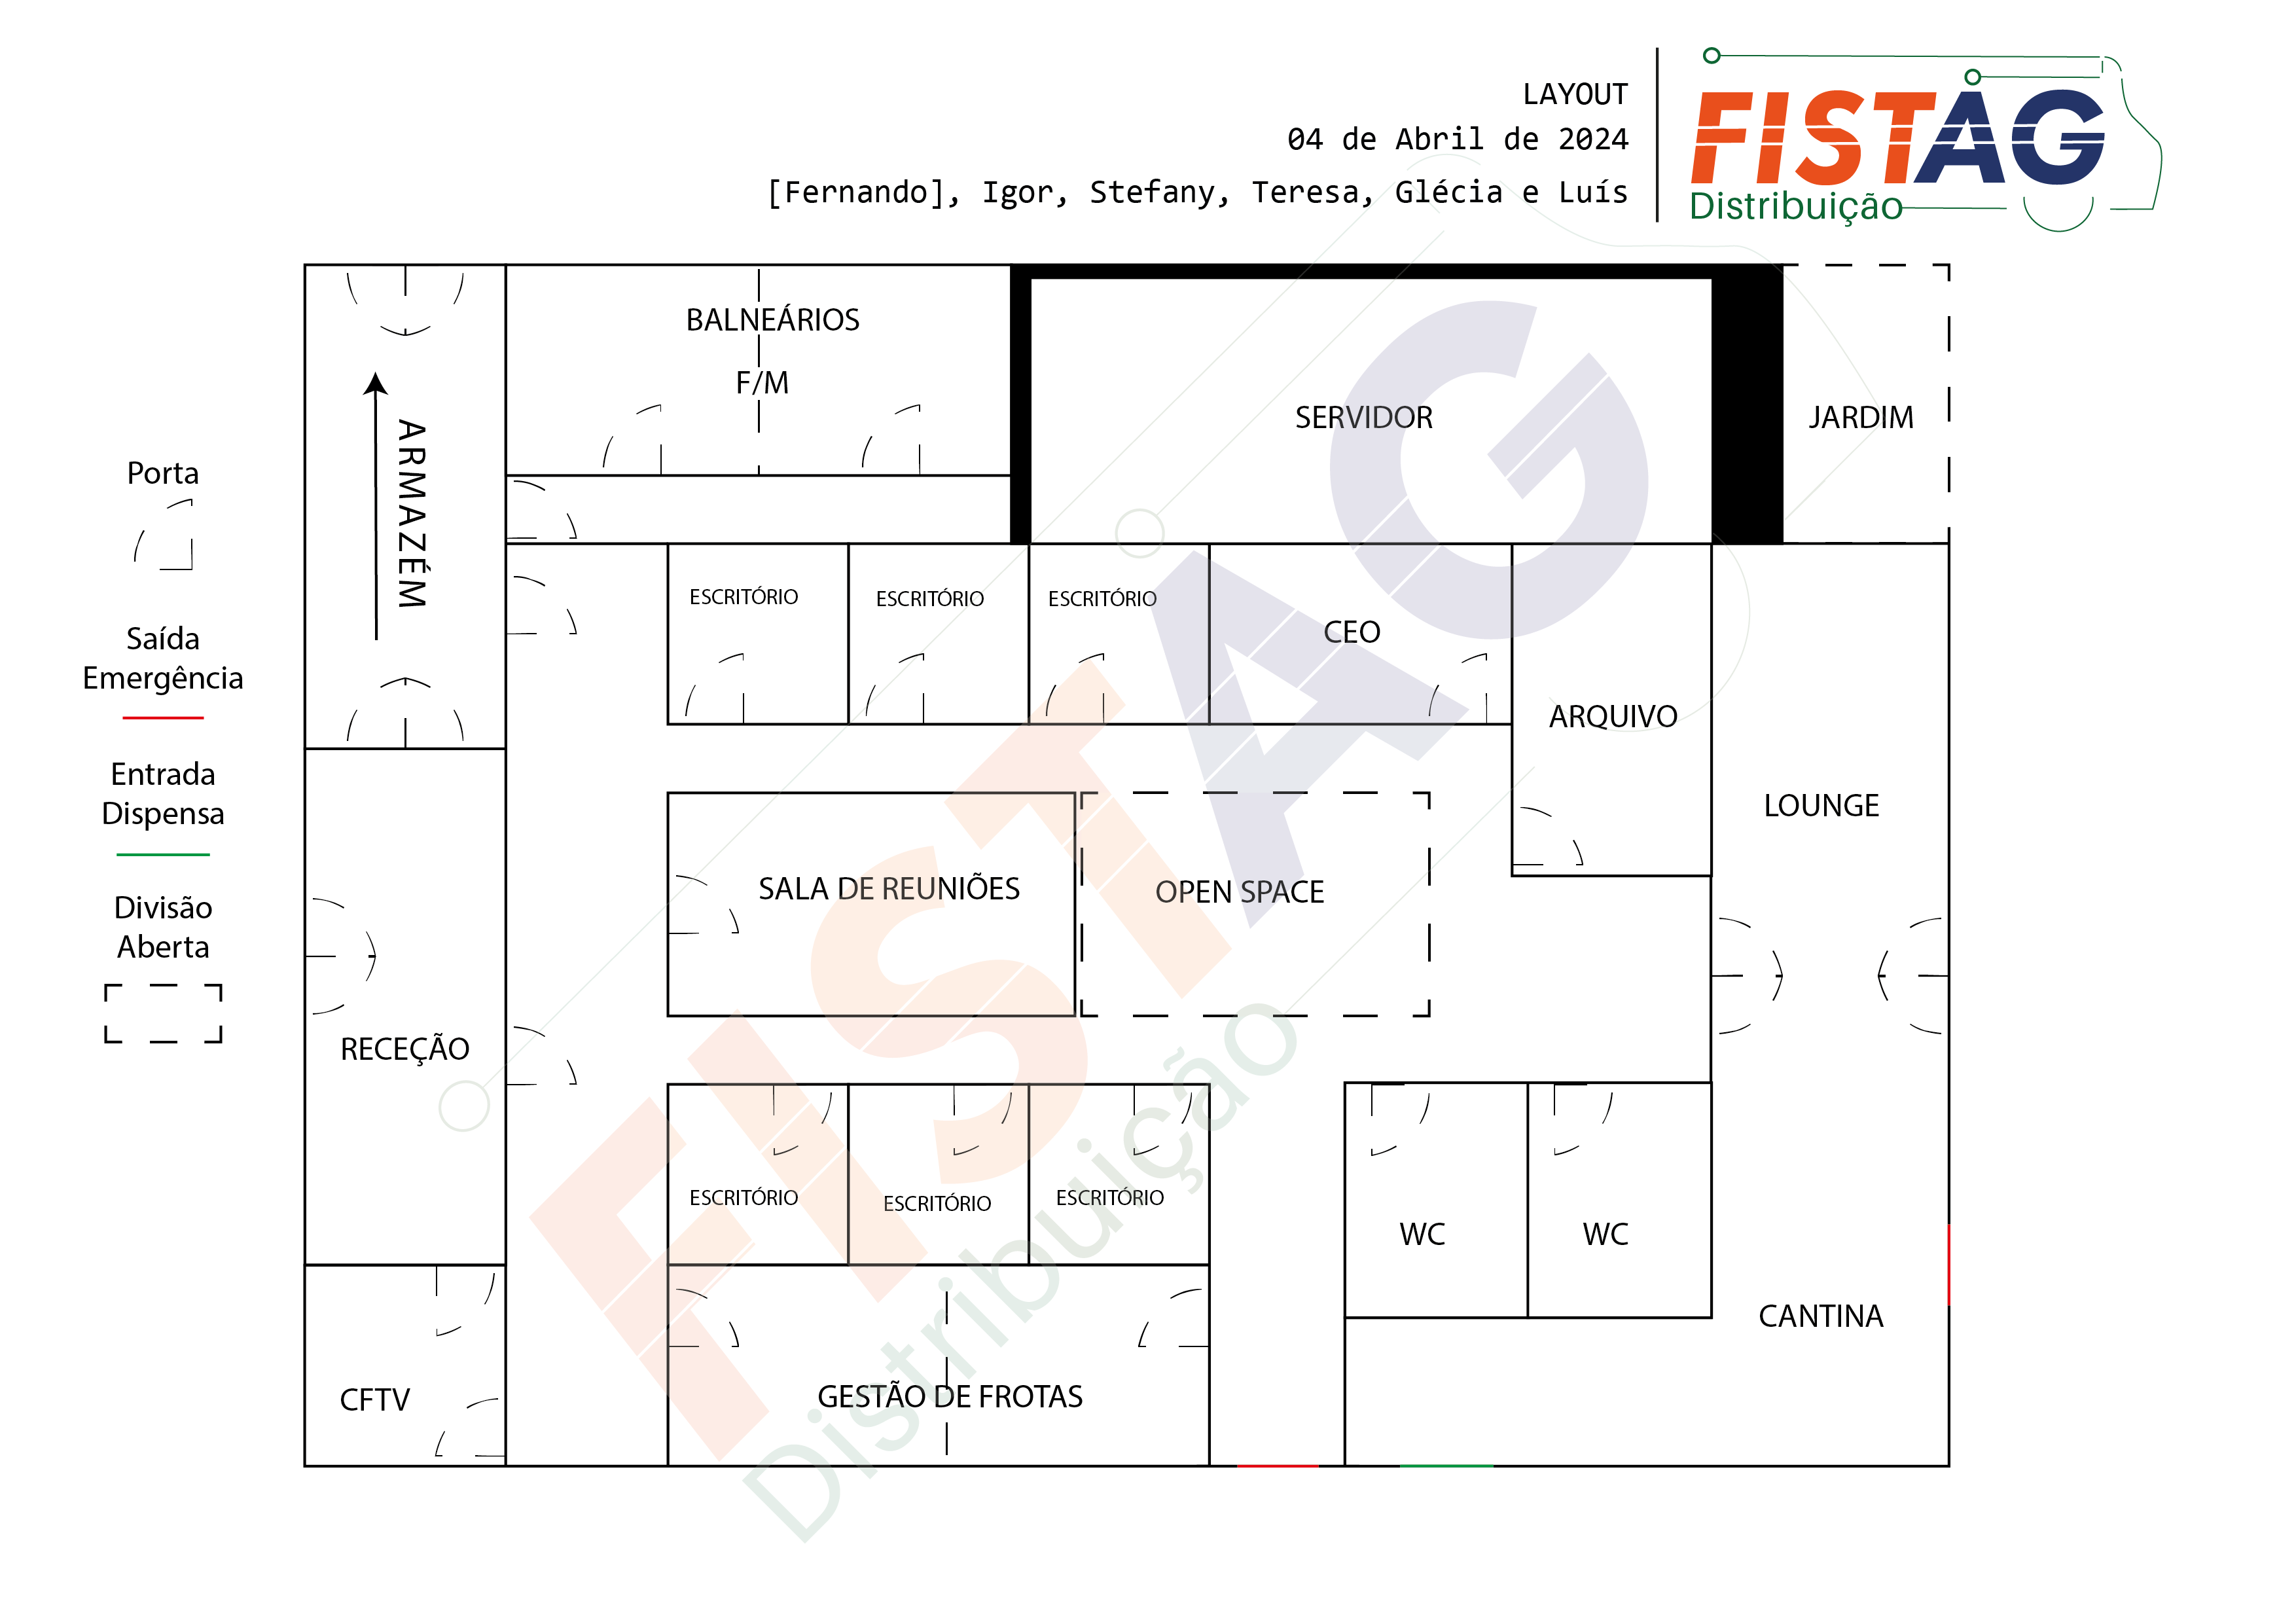 LAYOUT
04 de Abril de 2024
[Fernando], Igor, Stefany, Teresa, Glécia e Luís
FISTAG
Distribuição
Porta
Saída
Emergência
Entrada
Dispensa
Divisão
Aberta
ARMAZÉM
BALNEÁRIOS
F/M
SERVIDOR
JARDIM
ESCRITÓRIO
ESCRITÓRIO
ESCRITÓRIO
CEO
ARQUIVO
LOUNGE
SALA DE REUNIÕES
OPEN SPACE
RECEÇÃO
ESCRITÓRIO
ESCRITÓRIO
ESCRITÓRIO
WC
WC
CANTINA
CFTV
GESTÃO DE FROTAS
FISTAG
Distribuição